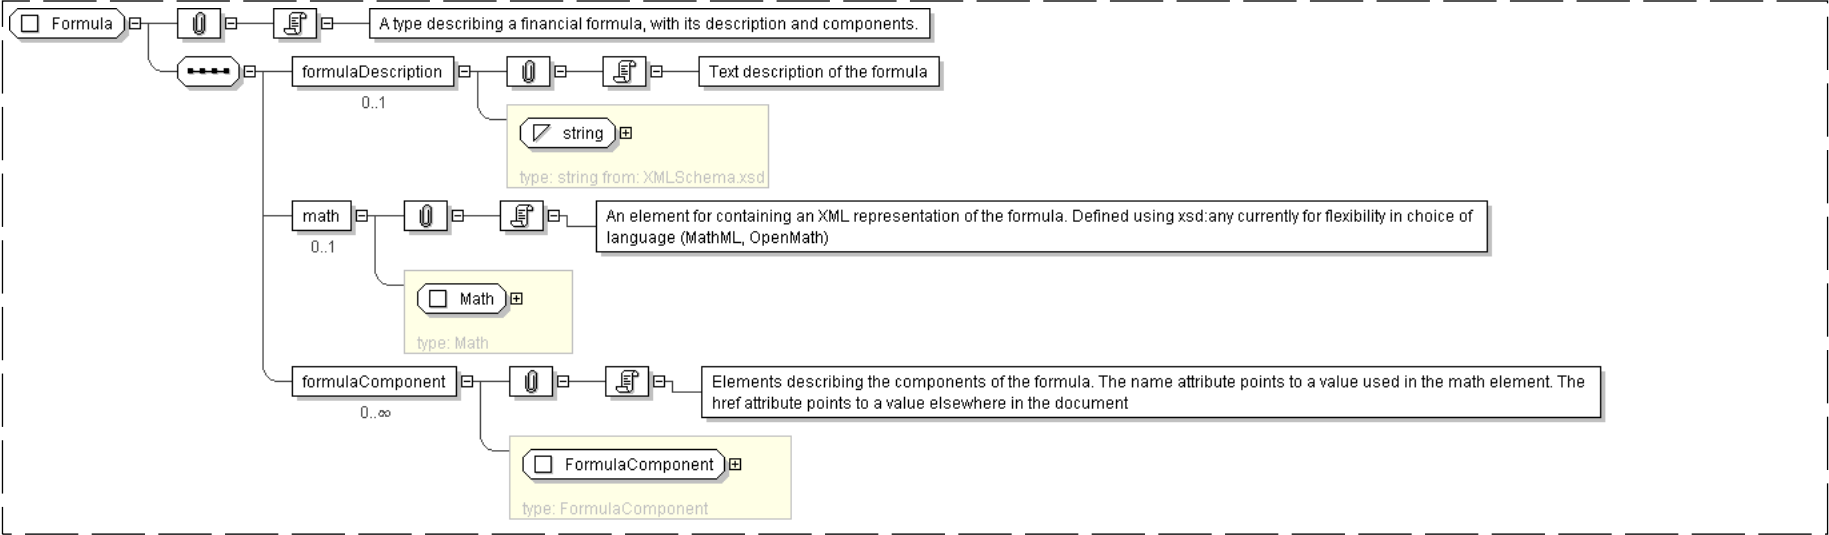 Formula
A type describing a financial formula, with its description and components.
formulaDescription
Text description of the formula
0..1
string
type: string from: XMLSchema.xsd
math
An element for containing an XML representation of the formula. Defined using xsd:any currently for flexibility in choice of
language (MathML, OpenMath)
0..1
Math
type: Math
formulaComponent
Elements describing the components of the formula. The name attribute points to a value used in the math element. The
href attribute points to a value elsewhere in the document
0..∞
FormulaComponent
type: FormulaComponent